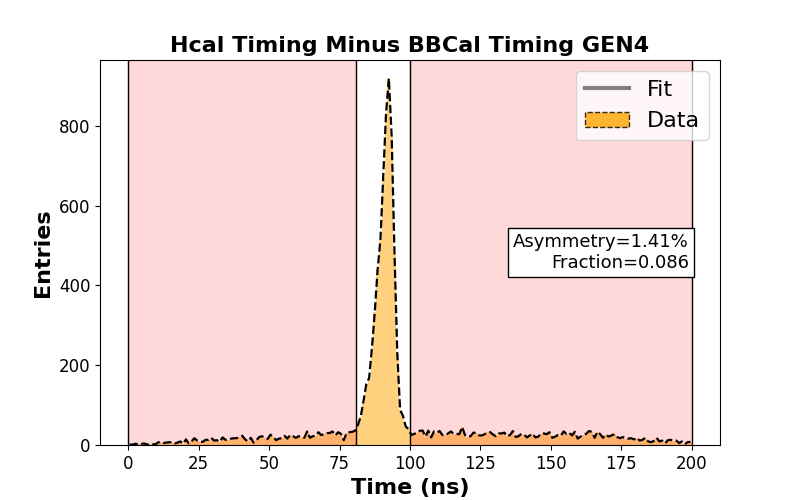 Hcal Timing Minus BBCal Timing GEN4
Fit
Data
Asymmetry=1.41%
Fraction=0.086
Entries
800
600
400
200
0
0 25 50 75 100 125 150 175 200
Time (ns)